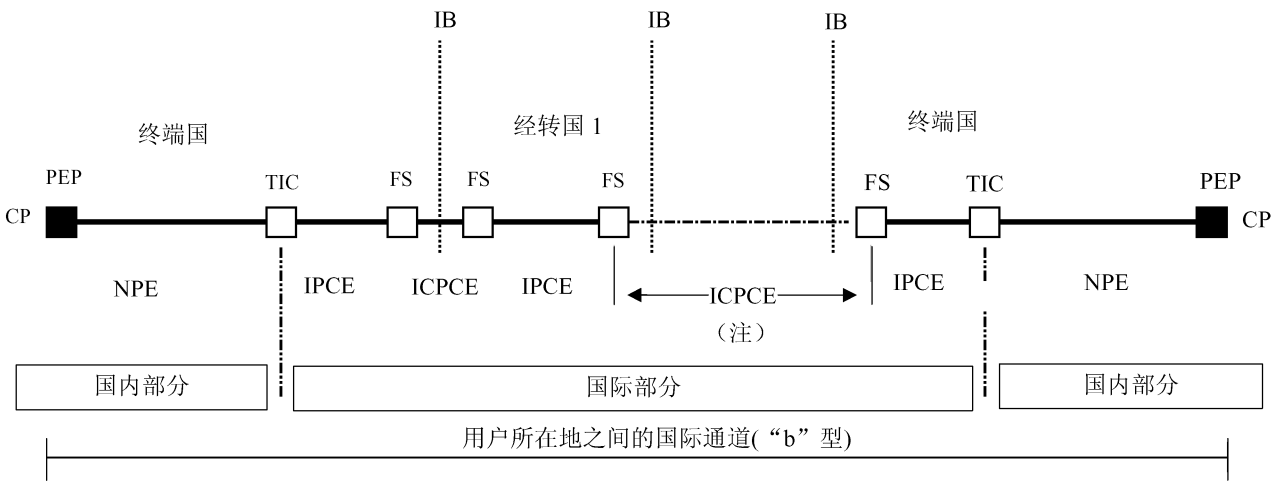 IB IB IB
终端国 经转国 1 终端国
PEP TIC FS FS FS FS TIC PEP
CP CP
NPE IPCE ICPCE IPCE ICPCE IPCE NPE
（注）
国内部分 国际部分 国内部分
用户所在地之间的国际通道(“b”型)